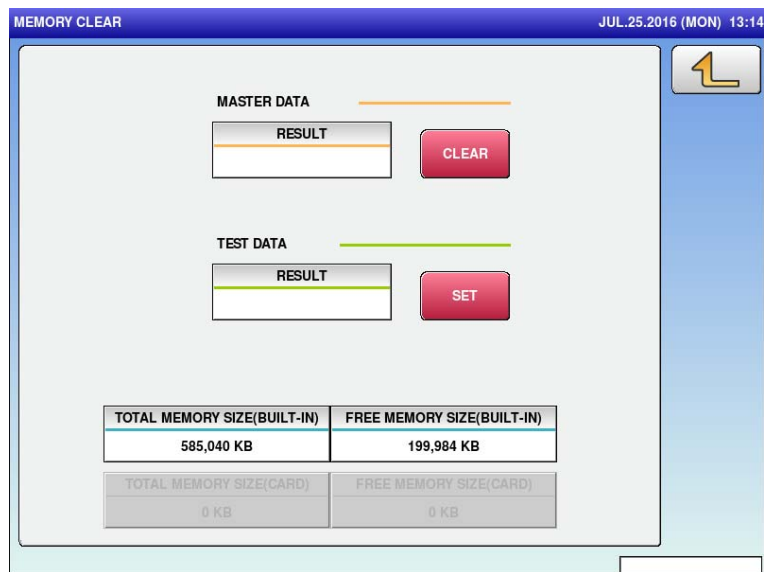 MEMORY CLEAR JUL.25.2016 (MON) 13:14
MASTER DATA
RESULT
CLEAR
TEST DATA
RESULT
SET
TOTAL MEMORY SIZE(BUILT-IN) FREE MEMORY SIZE(BUILT-IN)
585,040 KB 199,984 KB
TOTAL MEMORY SIZE(CARD) FREE MEMORY SIZE(CARD)
0 KB 0 KB